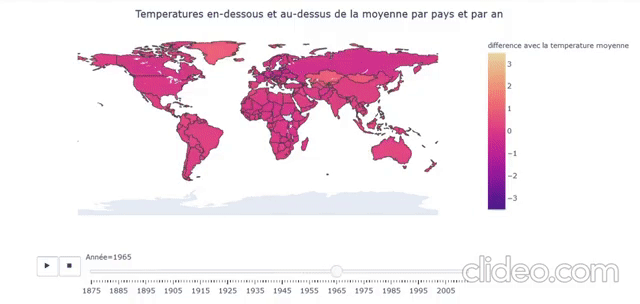 Temperatures en-dessous et au-dessus de la moyenne par pays et par an
difference avec la temperature moyenne
3
2
1
0
−1
−2
−3
Année=1965
1875 1885 1895 1905 1915 1925 1935 1945 1955 1965 1975 1985 1995 2005
clideo.com